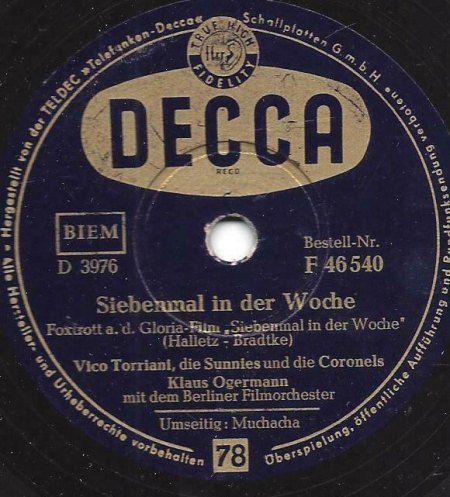 Hergestellt von der TELDEC »Telefunken-Decca« Schallplatten G.m.b.H.
TRUE HIGH
FIDELITY
DECCA
RECD
BIEM
D 3976
Bestell-Nr.
F 46 540
Siebenmal in der Woche
Foxtrott a. d. Gloria-Film „Siebenmal in der Woche"
(Halletz - Bradtke)
Vico Torriani, die Sunnies und die Coronels
Klaus Ogermann
mit dem Berliner Filmorchester
Umseitig: Muchacha
78
Alle Hersteller- und Urheberrechte vorbehalten
Überspielung, öffentliche Aufführung und Rundfunksendung verboten